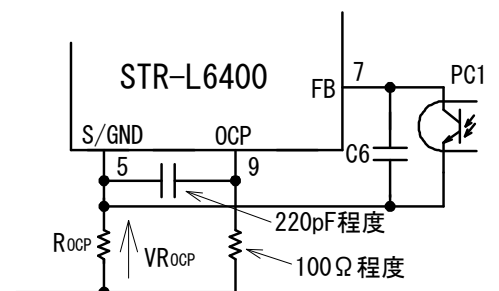 STR-L6400
FB
7
PC1
S/GND
OCP
5
9
C6
220pF程度
ROCP
VROCP
100Ω程度